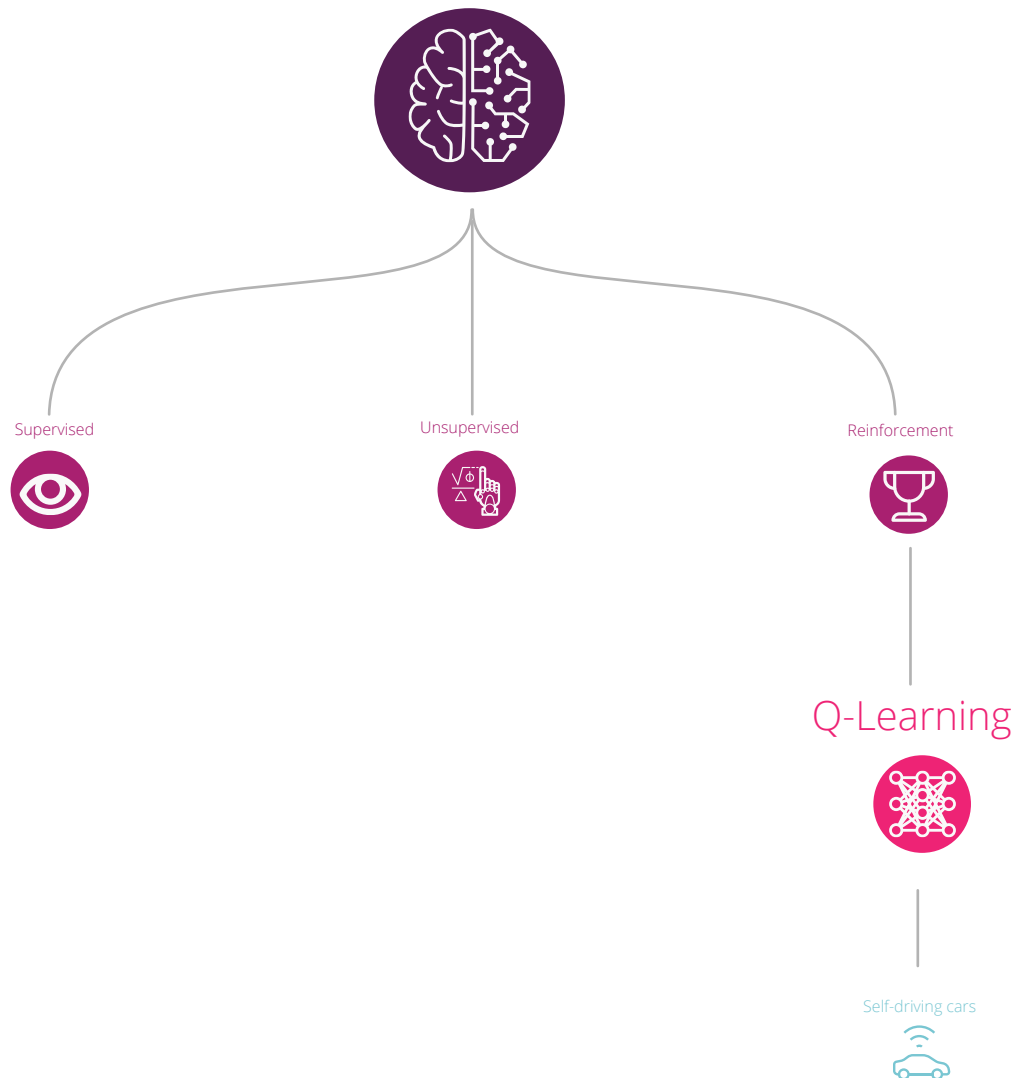 Supervised
Unsupervised
Reinforcement
Q-Learning
Self-driving cars